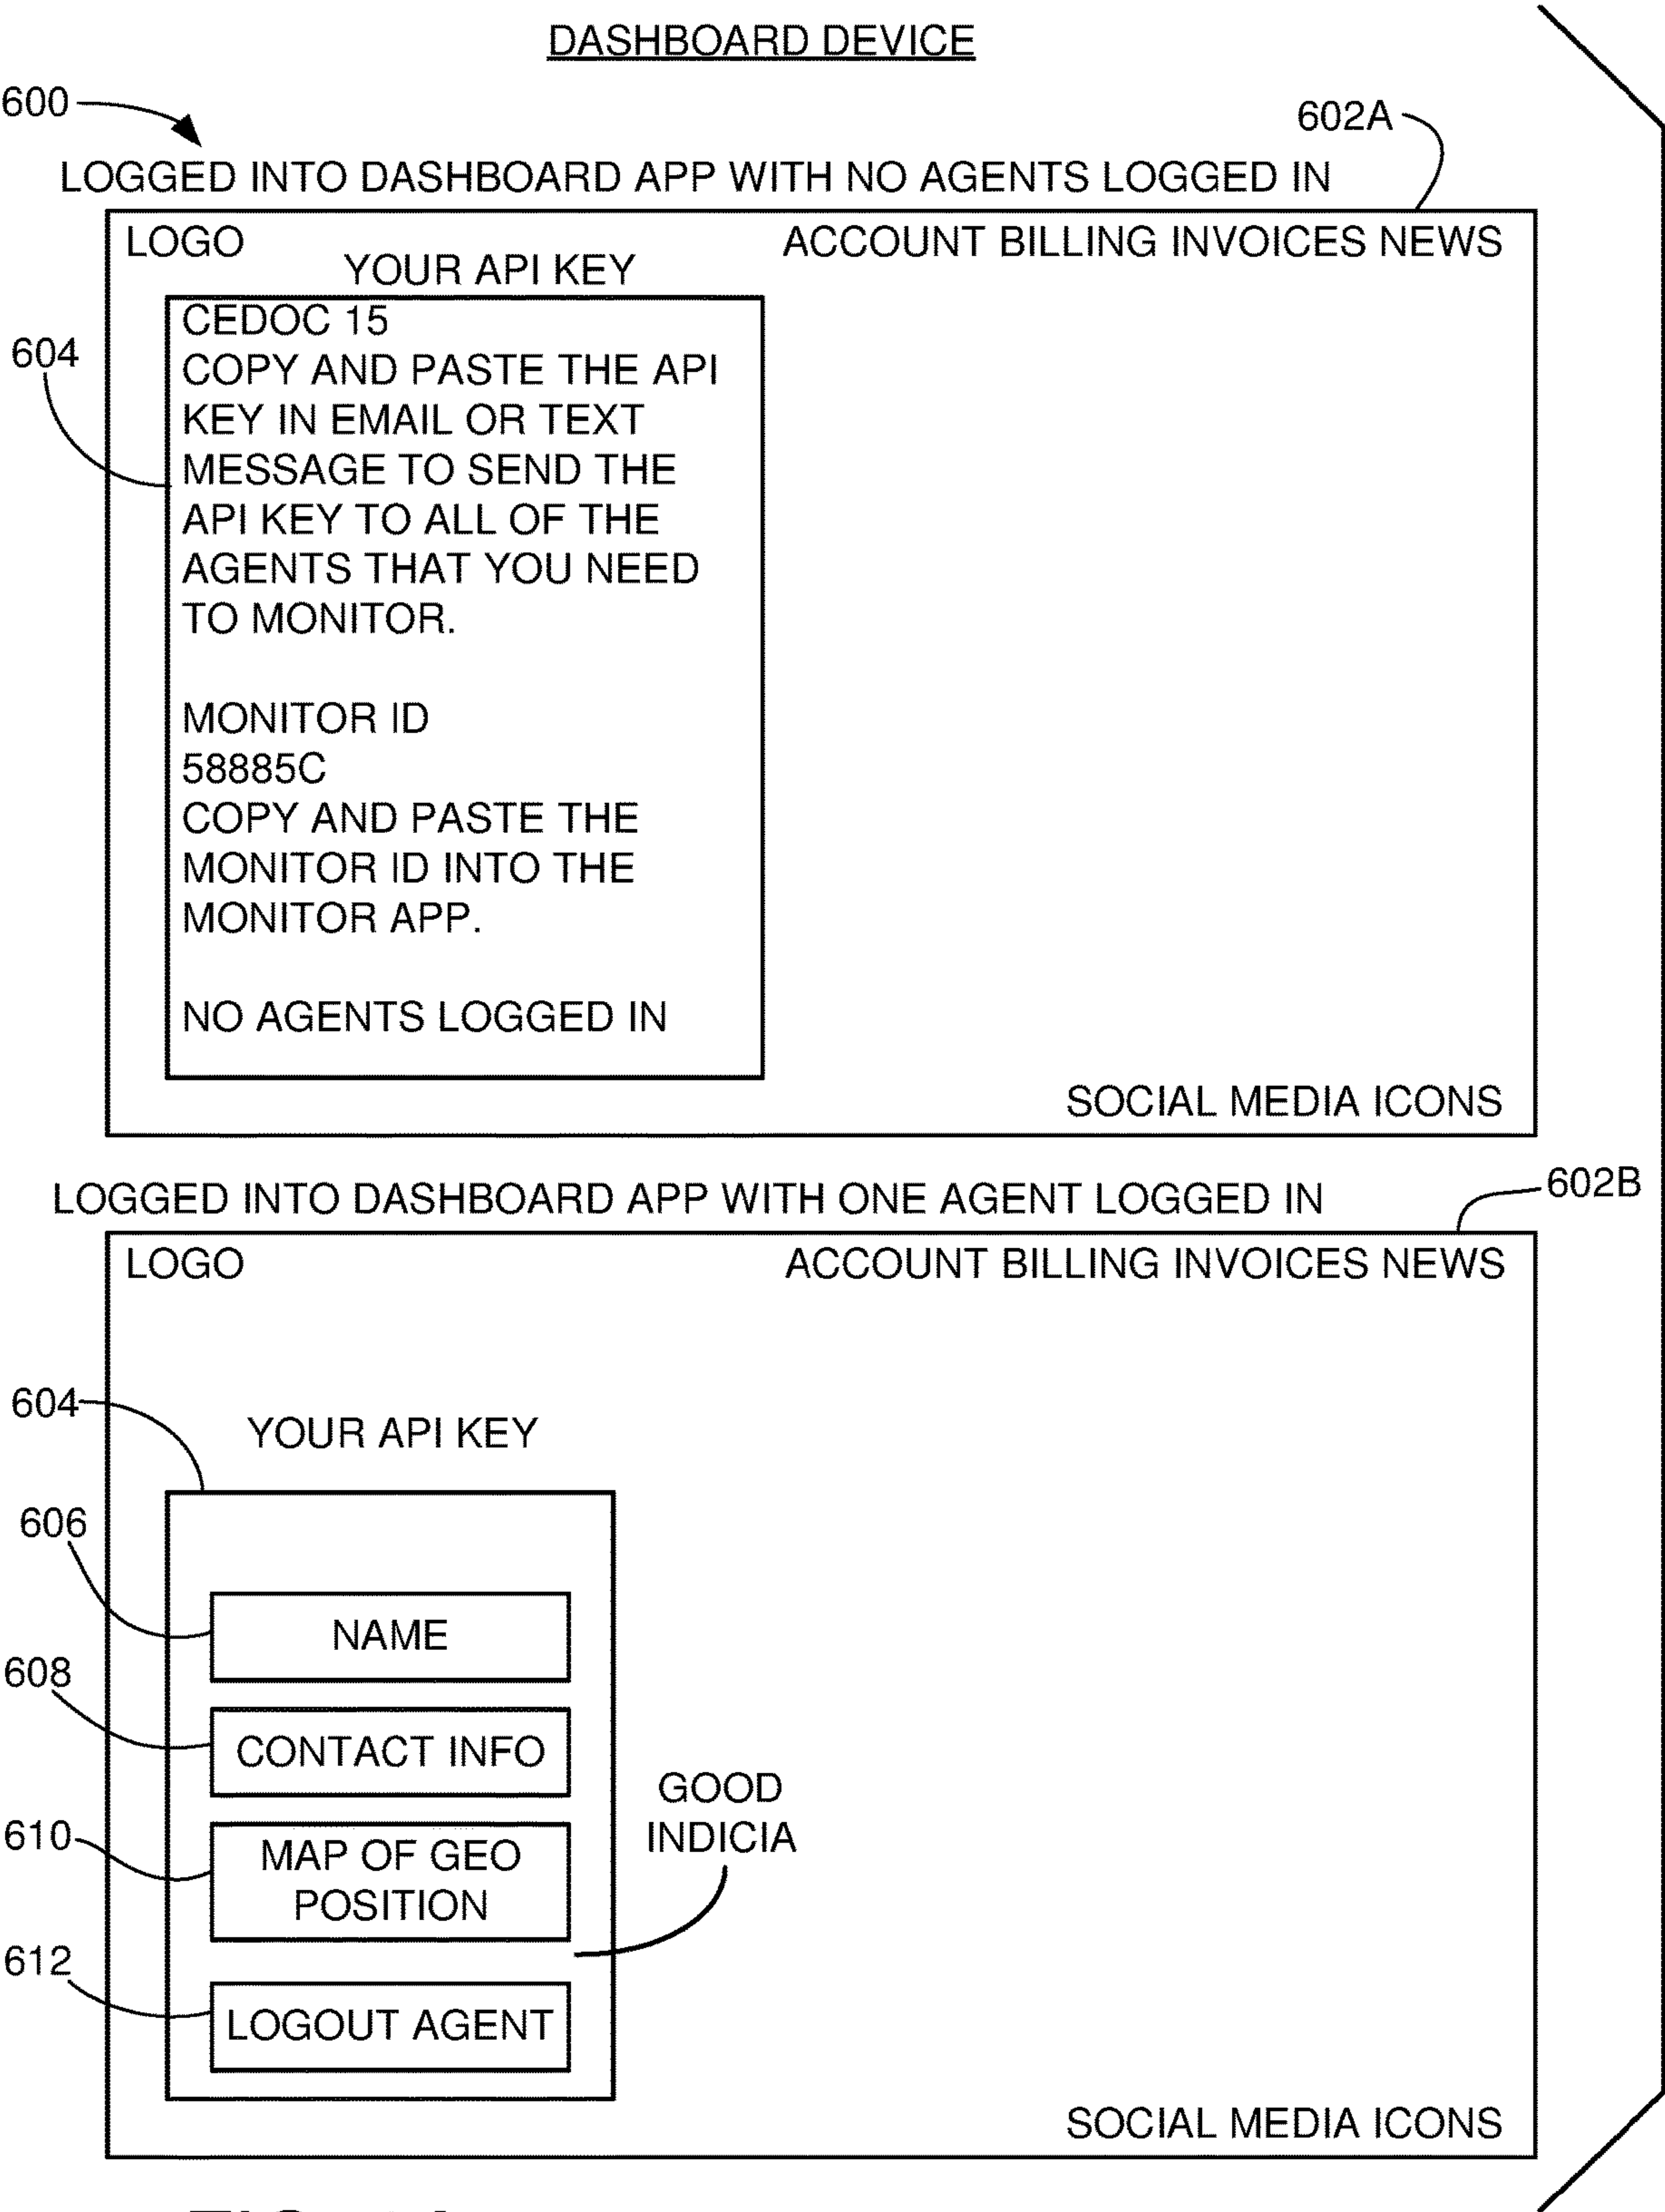 DASHBOARD DEVICE
600
602A
LOGGED INTO DASHBOARD APP WITH NO AGENTS LOGGED IN
LOGO
ACCOUNT BILLING INVOICES NEWS
YOUR API KEY
604
CEDOC 15
COPY AND PASTE THE API
KEY IN EMAIL OR TEXT
MESSAGE TO SEND THE
API KEY TO ALL OF THE
AGENTS THAT YOU NEED
TO MONITOR.
MONITOR ID
58885C
COPY AND PASTE THE
MONITOR ID INTO THE
MONITOR APP.
NO AGENTS LOGGED IN
SOCIAL MEDIA ICONS
LOGGED INTO DASHBOARD APP WITH ONE AGENT LOGGED IN
602B
LOGO
ACCOUNT BILLING INVOICES NEWS
604
YOUR API KEY
606
NAME
608
CONTACT INFO
GOOD
INDICIA
610
MAP OF GEO
POSITION
612
LOGOUT AGENT
SOCIAL MEDIA ICONS